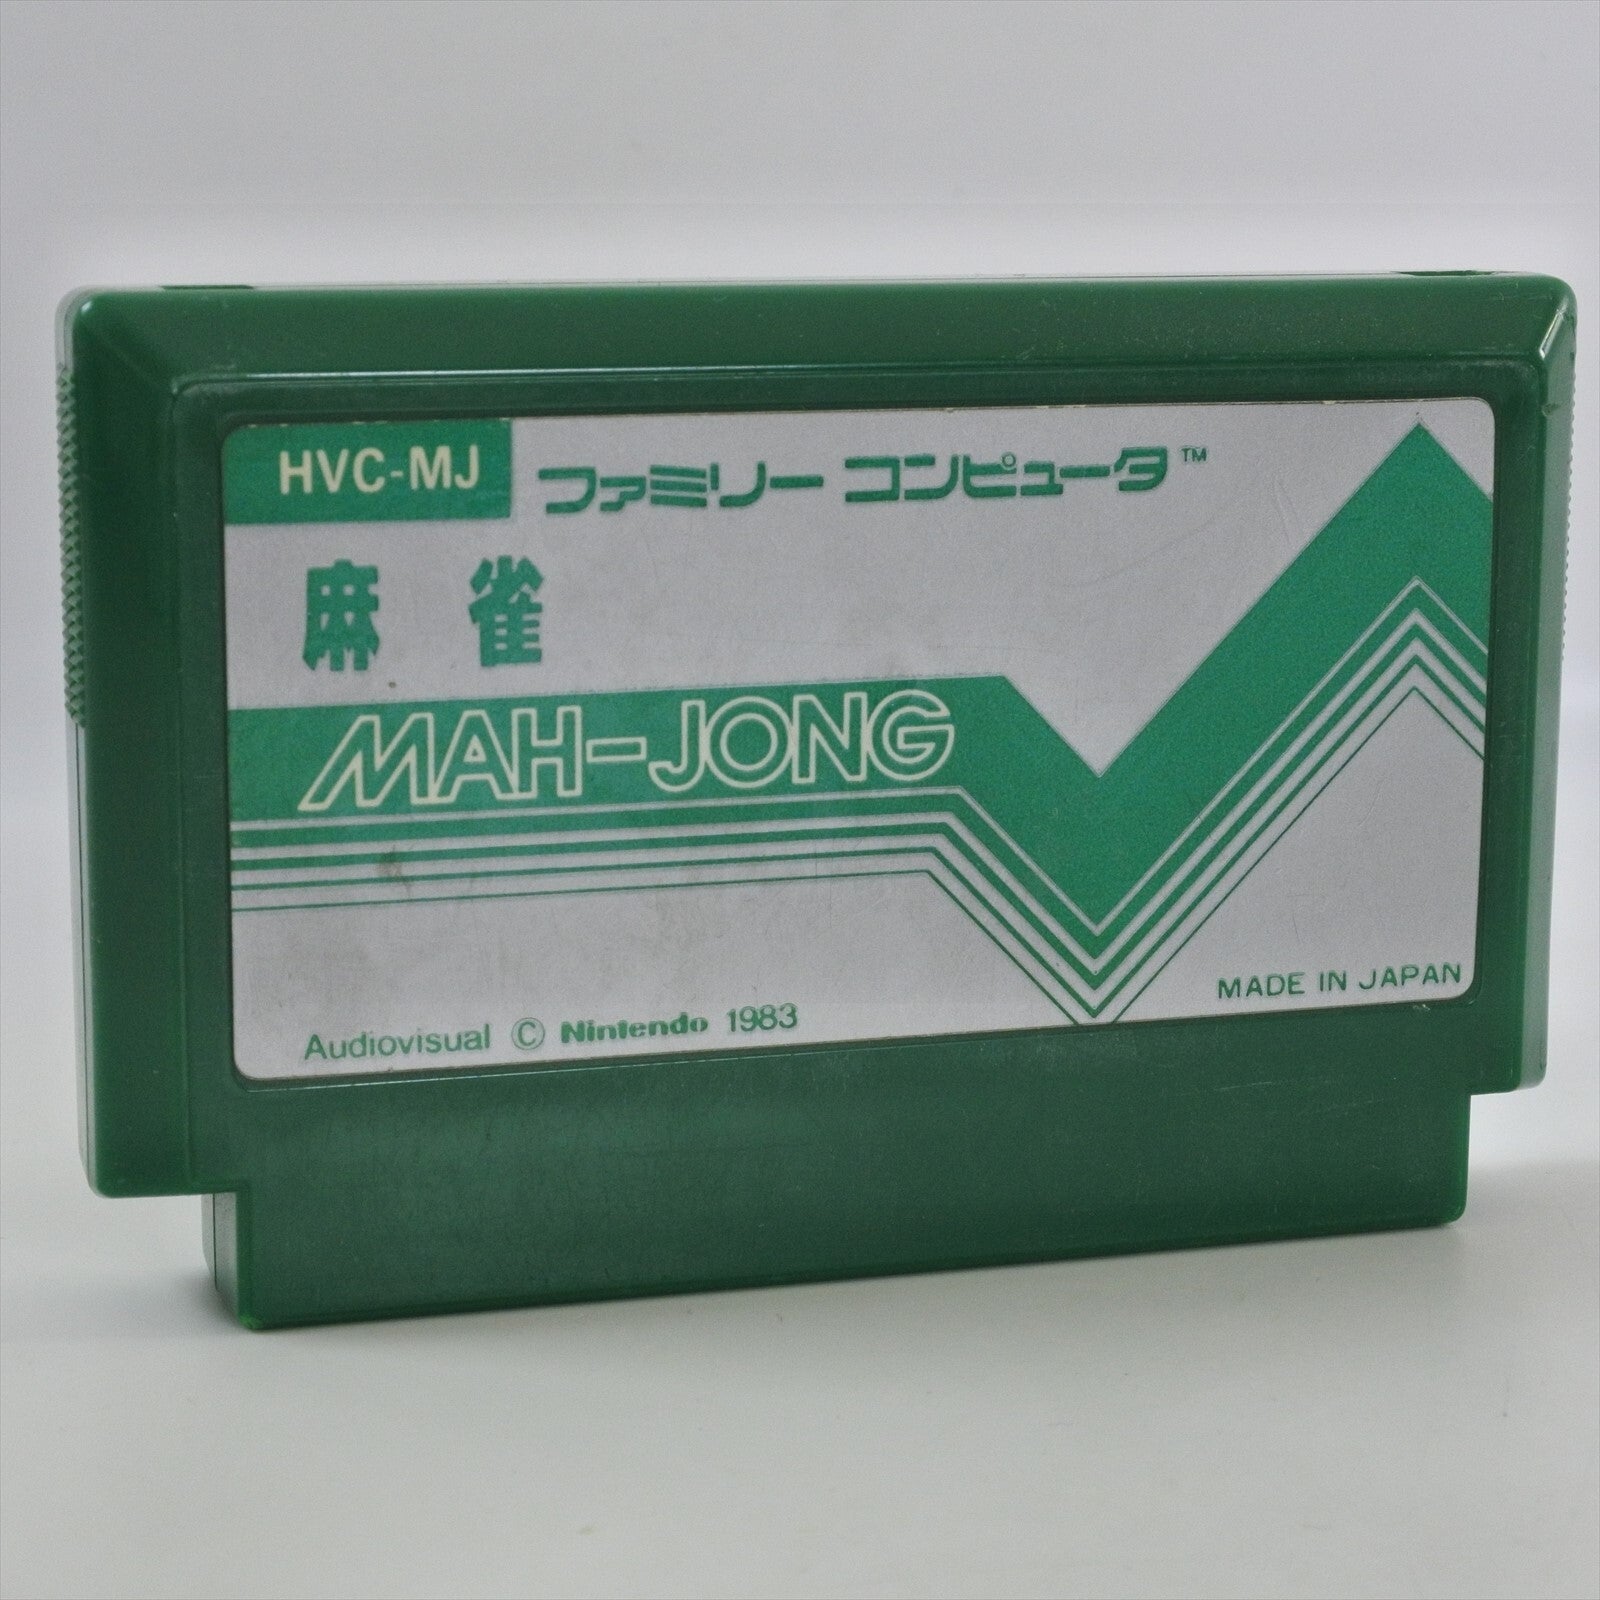 HVC-MJ ファミリー コンピュータ™
麻雀
MAH-JONG
MADE IN JAPAN
Audiovisual © Nintendo 1983